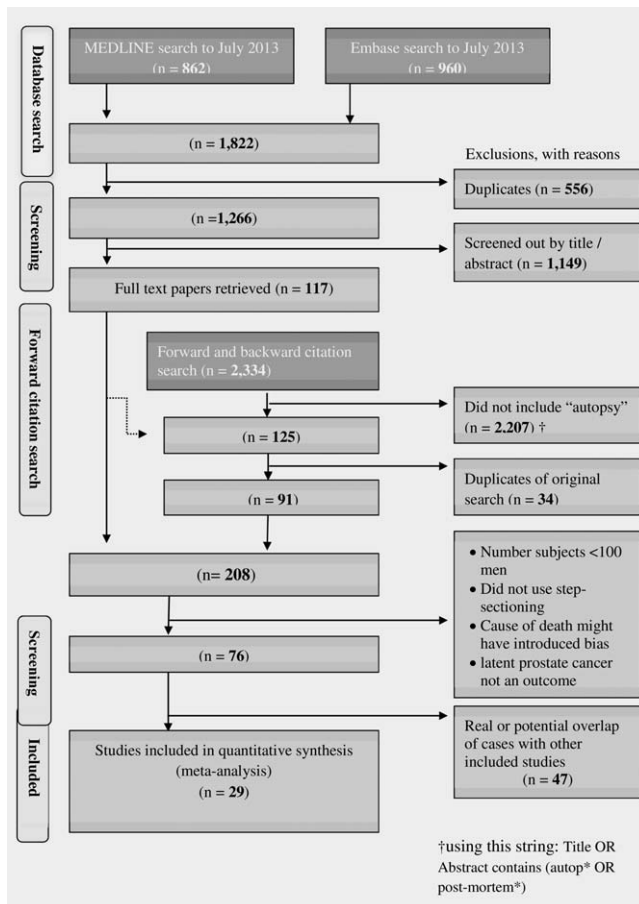 Database search
MEDLINE search to July 2013
(n = 862)
Embase search to July 2013
(n = 960)
(n = 1,822)
Exclusions, with reasons
Duplicates (n = 556)
Screening
(n =1,266)
Screened out by title /
abstract (n = 1,149)
Full text papers retrieved (n = 117)
Forward citation search
Forward and backward citation
search (n = 2,334)
Did not include “autopsy”
(n = 2,207) †
(n = 125)
Duplicates of original
search (n = 34)
(n = 91)
(n= 208)
• Number subjects <100
men
• Did not use step-
sectioning
• Cause of death might
have introduced bias
• latent prostate cancer
not an outcome
Screening
(n = 76)
Real or potential overlap
of cases with other
included studies
(n = 47)
Included
Studies included in quantitative synthesis
(meta-analysis)
(n = 29)
†using this string: Title OR
Abstract contains (autop* OR
post-mortem*)